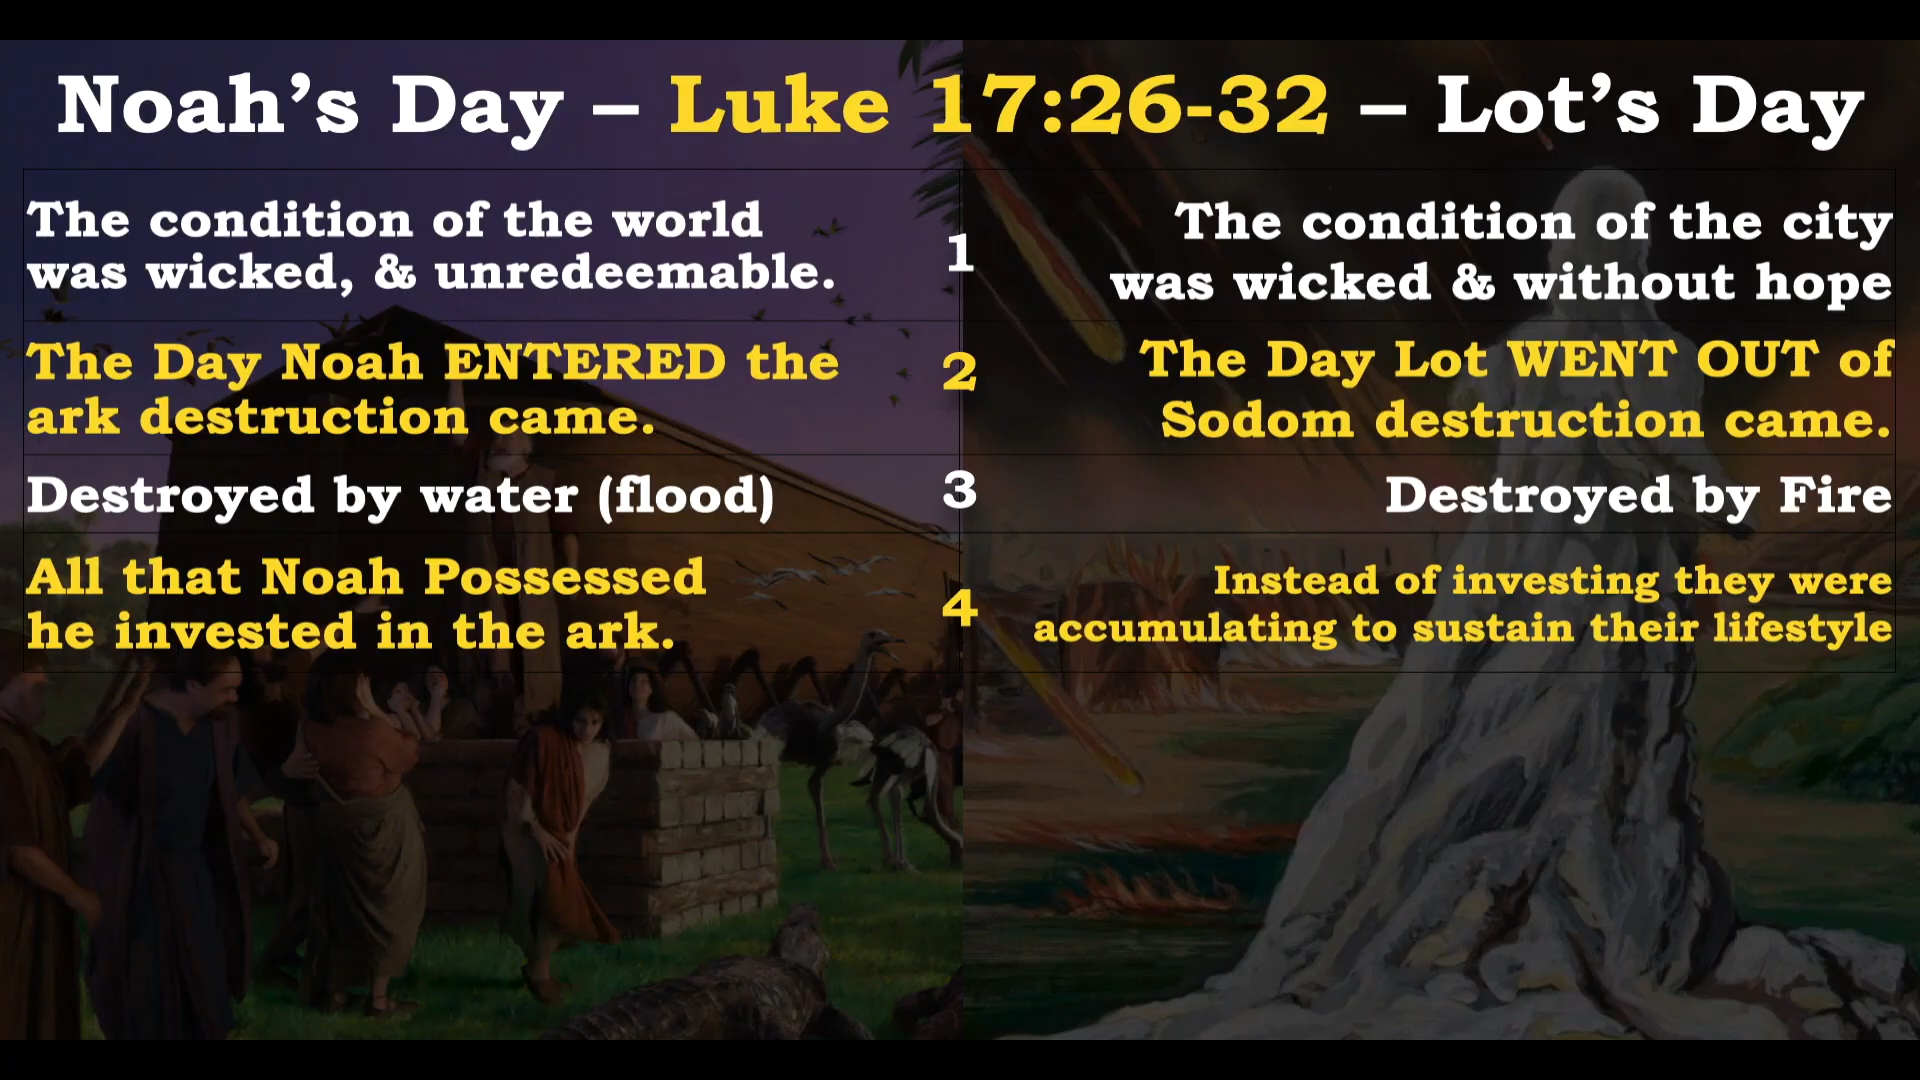 Noah’s Day – Luke 17:26-32 – Lot’s Day
The condition of the world
was wicked, & unredeemable.
1
The condition of the city
was wicked & without hope
The Day Noah ENTERED the
ark destruction came.
2
The Day Lot WENT OUT of
Sodom destruction came.
Destroyed by water (flood)
3
Destroyed by Fire
All that Noah Possessed
he invested in the ark.
4
Instead of investing they were
accumulating to sustain their lifestyle